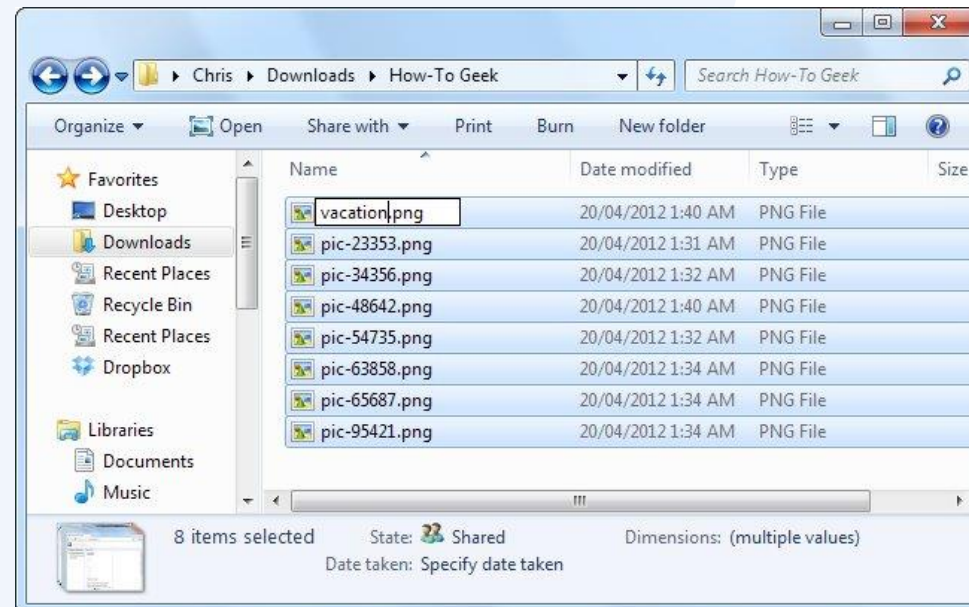 Chris Downloads How-To Geek Search How-To Geek
Organize Open Share with Print Burn New folder
Name Date modified Type Size
Favorites
Desktop
Downloads
Recent Places
Recycle Bin
Recent Places
Dropbox
Libraries
Documents
Music
vacation.png 20/04/2012 1:40 AM PNG File
pic-23353.png 20/04/2012 1:31 AM PNG File
pic-34356.png 20/04/2012 1:32 AM PNG File
pic-48642.png 20/04/2012 1:40 AM PNG File
pic-54735.png 20/04/2012 1:32 AM PNG File
pic-63858.png 20/04/2012 1:34 AM PNG File
pic-65687.png 20/04/2012 1:34 AM PNG File
pic-95421.png 20/04/2012 1:34 AM PNG File
8 items selected State: Shared Dimensions: (multiple values)
Date taken: Specify date taken